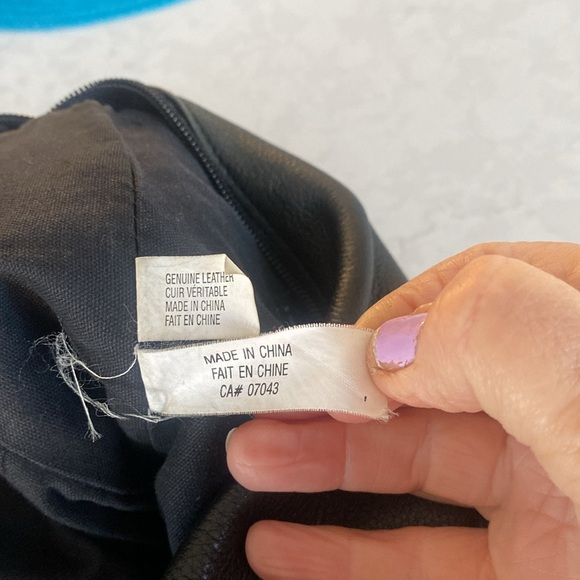 GENUINE LEATHER
CUIR VÉRITABLE
MADE IN CHINA
FAIT EN CHINE
MADE IN CHINA
FAIT EN CHINE
CA# 07043